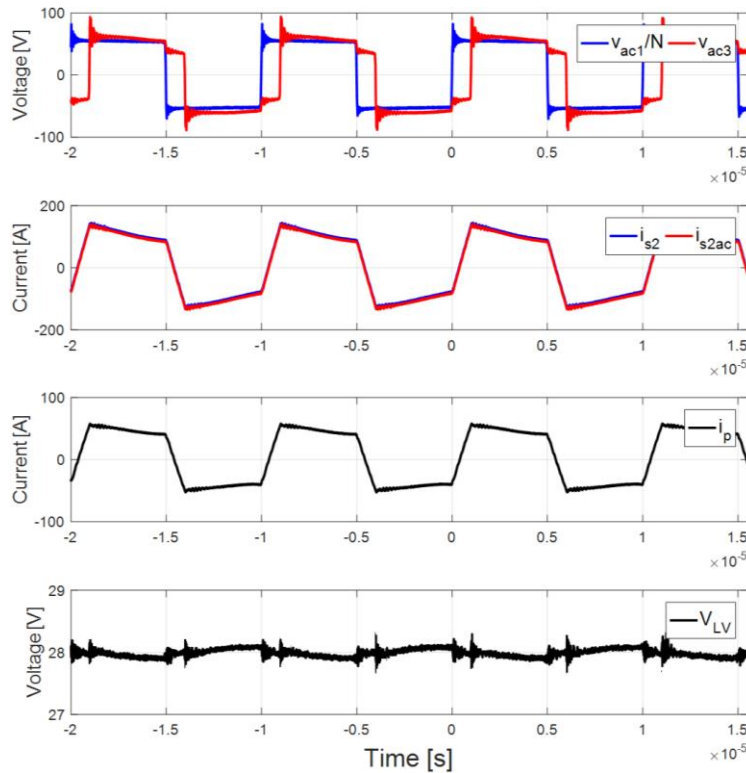 100
0
-100
Voltage [V]
v_ac1/N v_ac3
-2 -1.5 -1 -0.5 0 0.5 1 1.5
× 10^-5
200
0
-200
Current [A]
i_s2 i_s2ac
-2 -1.5 -1 -0.5 0 0.5 1 1.5
× 10^-5
100
0
-100
Current [A]
i_p
-2 -1.5 -1 -0.5 0 0.5 1 1.5
× 10^-5
29
28
27
Voltage [V]
V_LV
-2 -1.5 -1 -0.5 0 0.5 1 1.5
× 10^-5
Time [s]